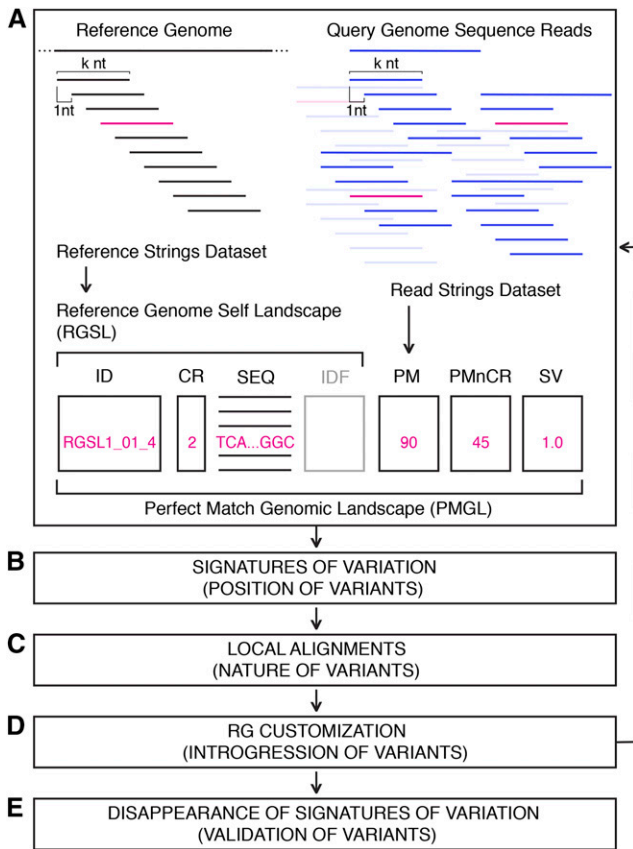 A
Reference Genome
Query Genome Sequence Reads
k nt
1nt
k nt
1nt
Reference Strings Dataset
Reference Genome Self Landscape
(RGSL)
Read Strings Dataset
ID CR SEQ IDF PM PMnCR SV
RGSL1_01_4 2 TCA...GGC 90 45 1.0
Perfect Match Genomic Landscape (PMGL)
B
SIGNATURES OF VARIATION
(POSITION OF VARIANTS)
C
LOCAL ALIGNMENTS
(NATURE OF VARIANTS)
D
RG CUSTOMIZATION
(INTROGRESSION OF VARIANTS)
E
DISAPPEARANCE OF SIGNATURES OF VARIATION
(VALIDATION OF VARIANTS)